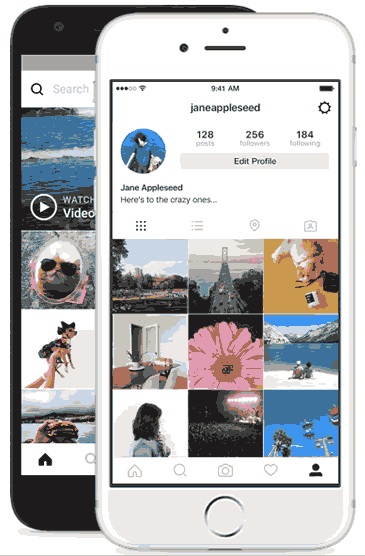 Search
WATCH
Video
9:41 AM
janeappleseed
128
posts
256
followers
184
following
Edit Profile
Jane Appleseed
Here's to the crazy ones...